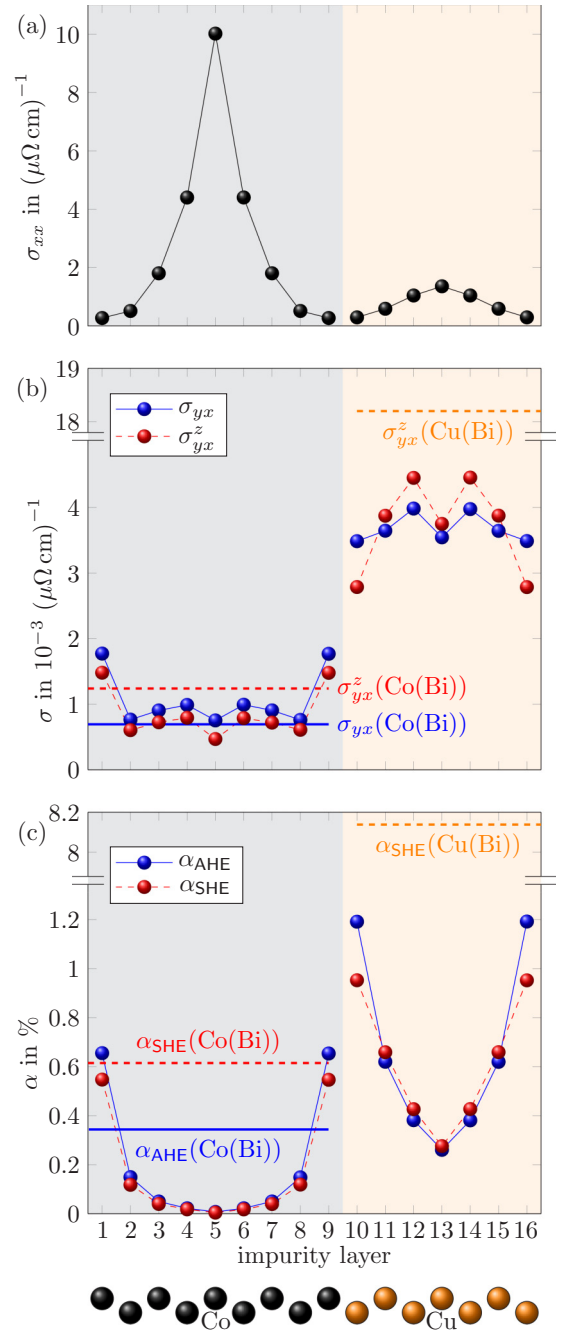 (a)
σxx in (μΩ cm)⁻¹
10
8
6
4
2
0
(b)
σ in 10⁻³ (μΩ cm)⁻¹
19
18
4
3
2
1
0
σyx
σᶻyx
σᶻyx(Cu(Bi))
σᶻyx(Co(Bi))
σyx(Co(Bi))
(c)
α in %
8.2
8
1.2
1
0.8
0.6
0.4
0.2
0
αAHE
αSHE
αSHE(Cu(Bi))
αSHE(Co(Bi))
αAHE(Co(Bi))
1 2 3 4 5 6 7 8 9 10 11 12 13 14 15 16
impurity layer
Co Cu